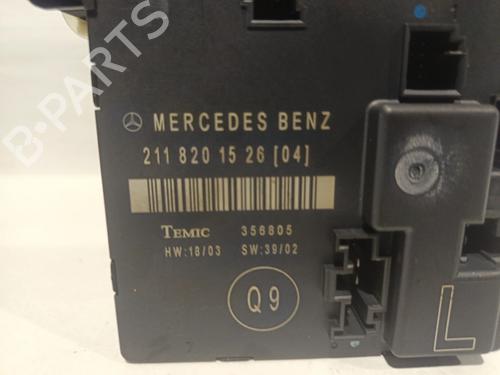 B-PARTS
MERCEDES BENZ
211 820 15 26 [04]
TEMIC 356805
HW:18/03 SW:39/02
Q9
L